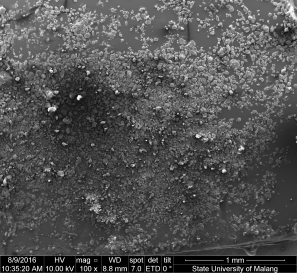 8/9/2016 HV mag □ WD spot det tilt 1 mm
10:35:20 AM 10.00 kV 100 x 8.8 mm 7.0 ETD 0 ° State University of Malang